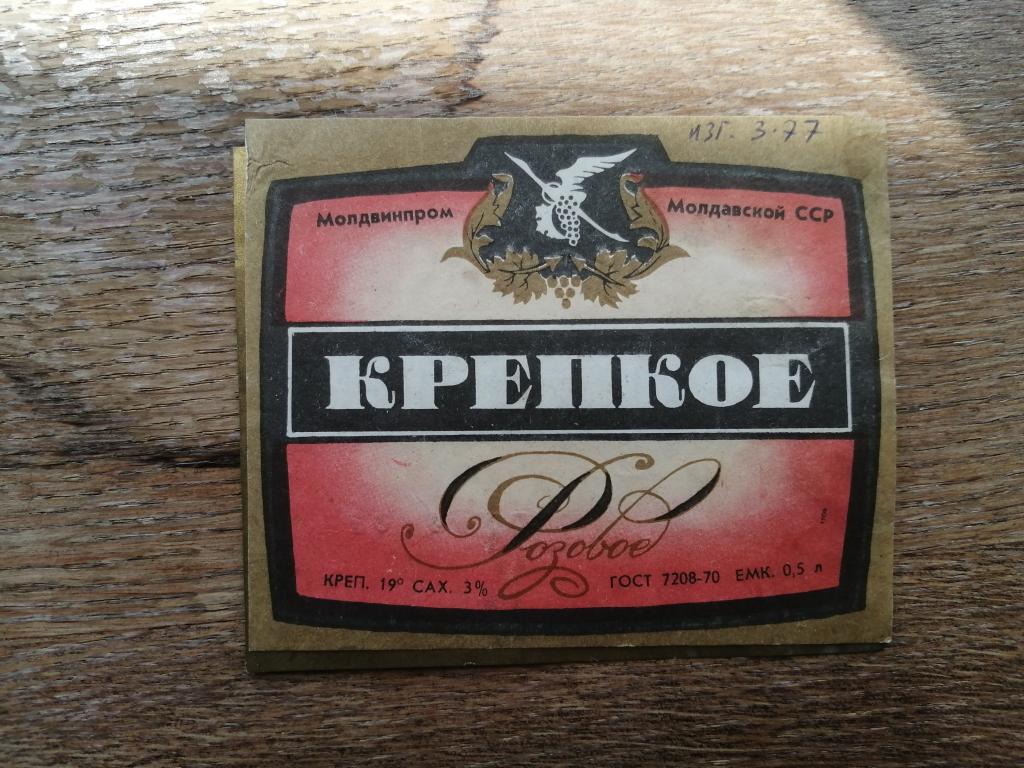 изг. 3.77
Молдвинпром Молдавской ССР
КРЕПКОЕ
Розовое
КРЕП. 19° САХ. 3% ГОСТ 7208-70 ЕМК. 0,5 л